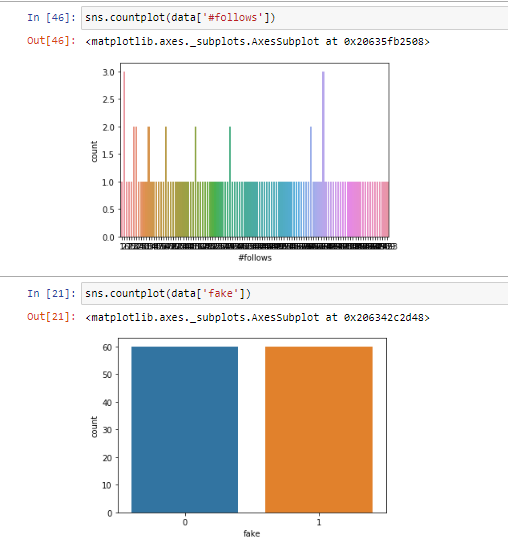 In [46]: sns.countplot(data['#follows'])
Out[46]: <matplotlib.axes._subplots.AxesSubplot at 0x20635fb2508>
3.0
2.5
2.0
1.5
1.0
0.5
0.0
count
#follows
In [21]: sns.countplot(data['fake'])
Out[21]: <matplotlib.axes._subplots.AxesSubplot at 0x206342c2d48>
60
50
40
30
20
10
0
count
0 1
fake